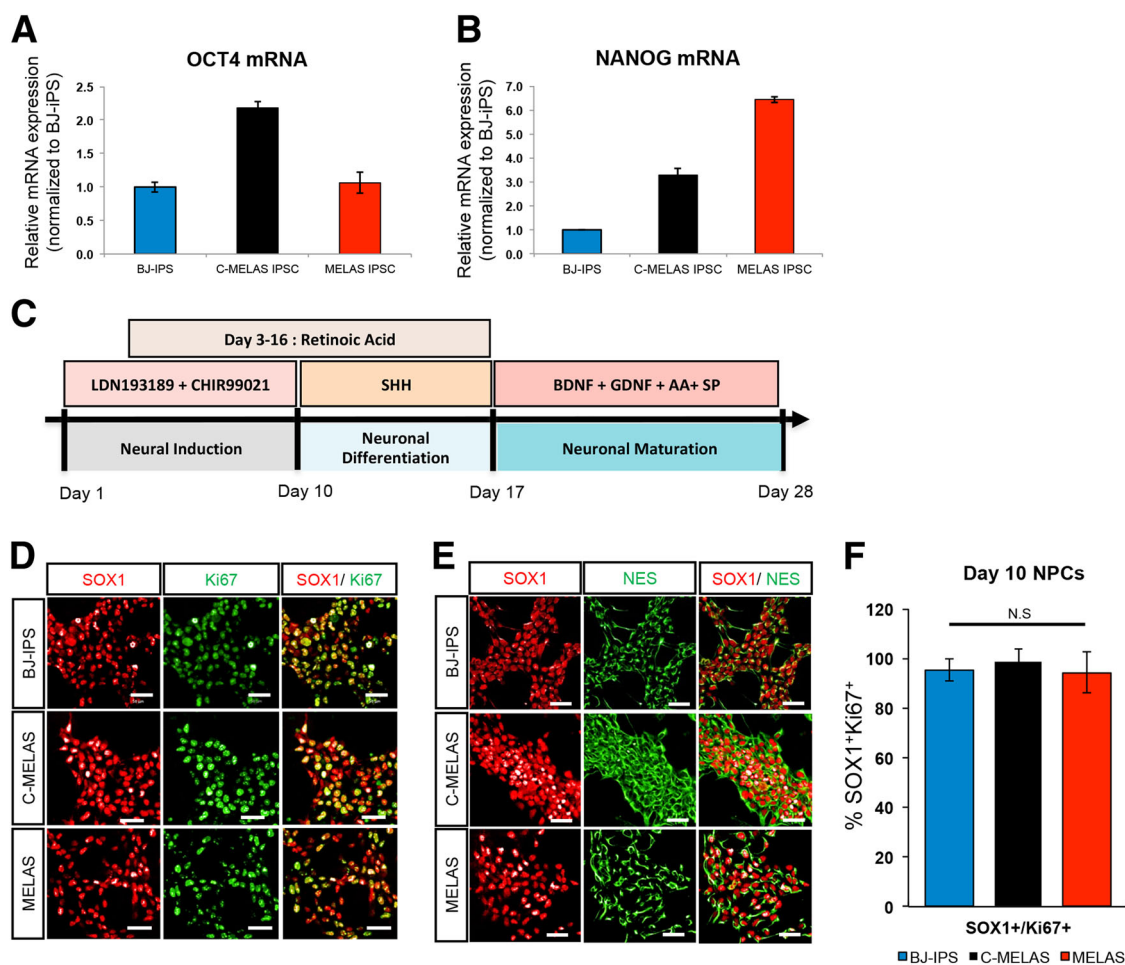 A
OCT4 mRNA
Relative mRNA expression
(normalized to BJ-iPS)
2.5
2.0
1.5
1.0
0.5
0.0
BJ-IPS
C-MELAS IPSC
MELAS IPSC
B
NANOG mRNA
Relative mRNA expression
(normalized to BJ-iPS)
7.0
6.0
5.0
4.0
3.0
2.0
1.0
0.0
BJ-IPS
C-MELAS IPSC
MELAS IPSC
C
Day 3-16 : Retinoic Acid
LDN193189 + CHIR99021
SHH
BDNF + GDNF + AA+ SP
Neural Induction
Neuronal
Differentiation
Neuronal Maturation
Day 1
Day 10
Day 17
Day 28
D
SOX1
Ki67
SOX1/ Ki67
BJ-IPS
C-MELAS
MELAS
E
SOX1
NES
SOX1/ NES
BJ-IPS
C-MELAS
MELAS
F
Day 10 NPCs
% SOX1+Ki67+
120
100
80
60
40
20
0
N.S
SOX1+/Ki67+
BJ-IPS
C-MELAS
MELAS